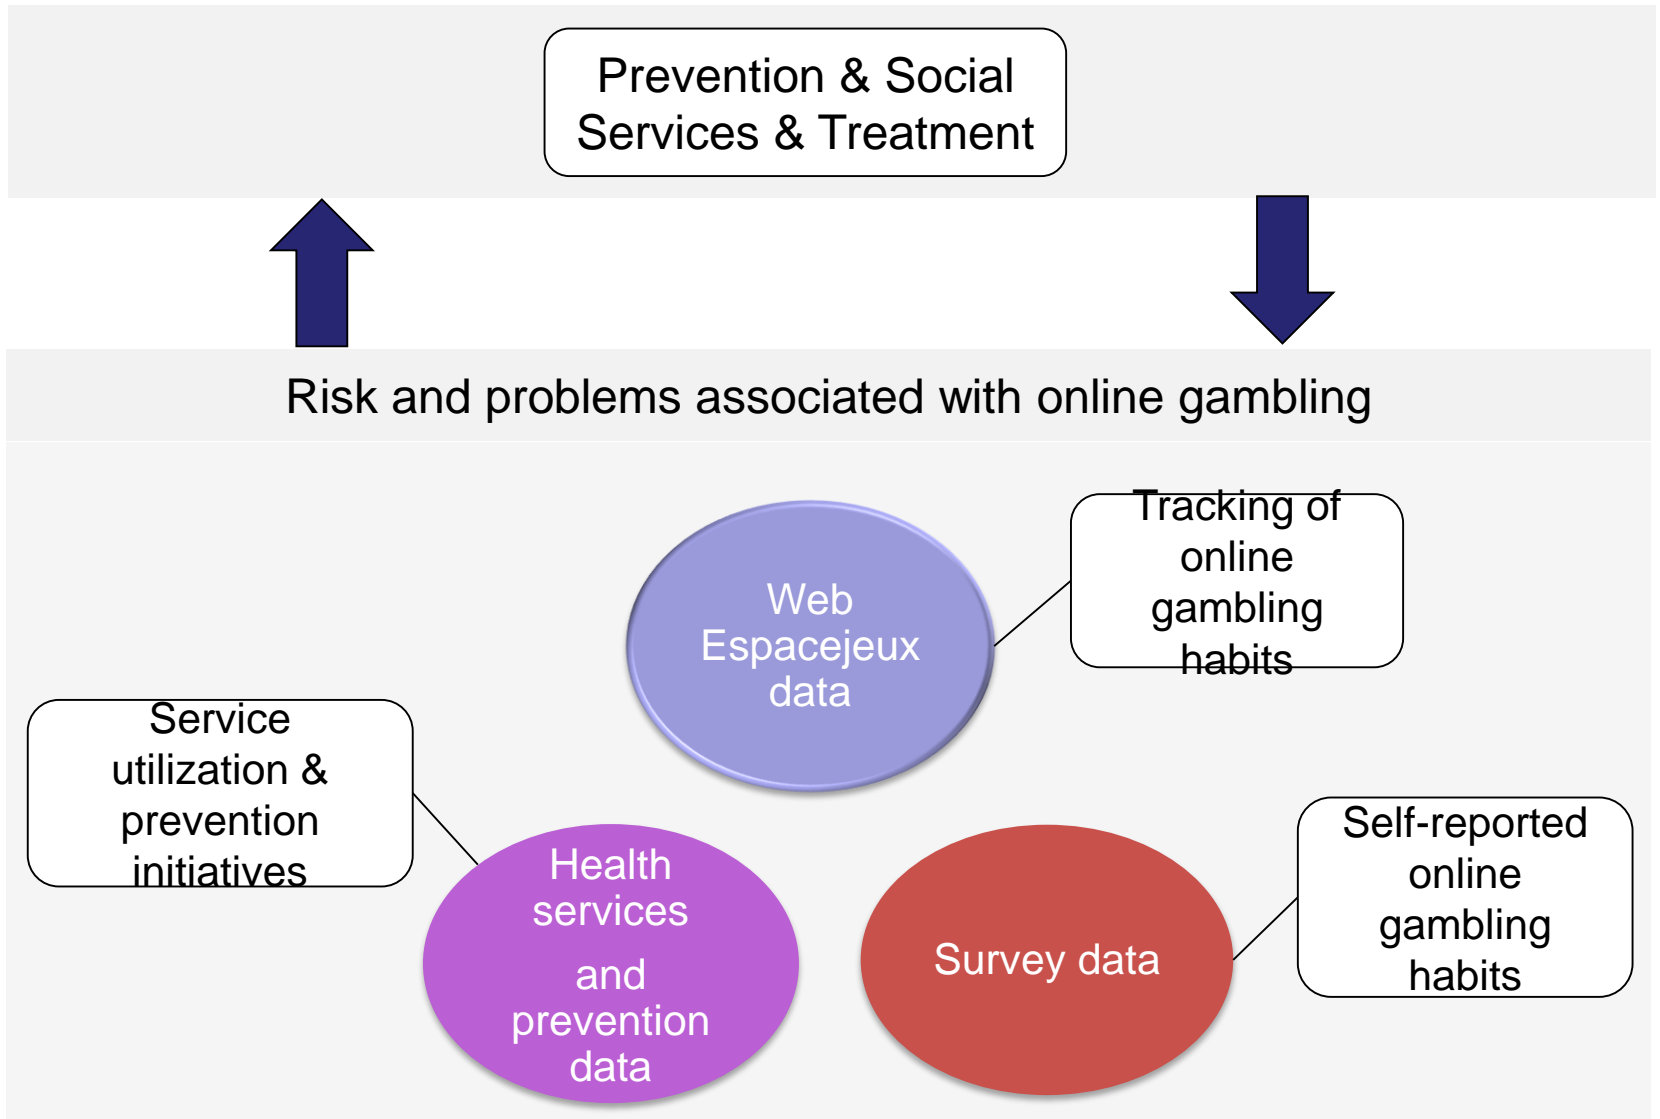 Prevention & Social
Services & Treatment
Risk and problems associated with online gambling
Tracking of
online
gambling
habits
Web
Espacejeux
data
Service
utilization &
prevention
initiatives
Health
services
and
prevention
data
Survey data
Self-reported
online
gambling
habits